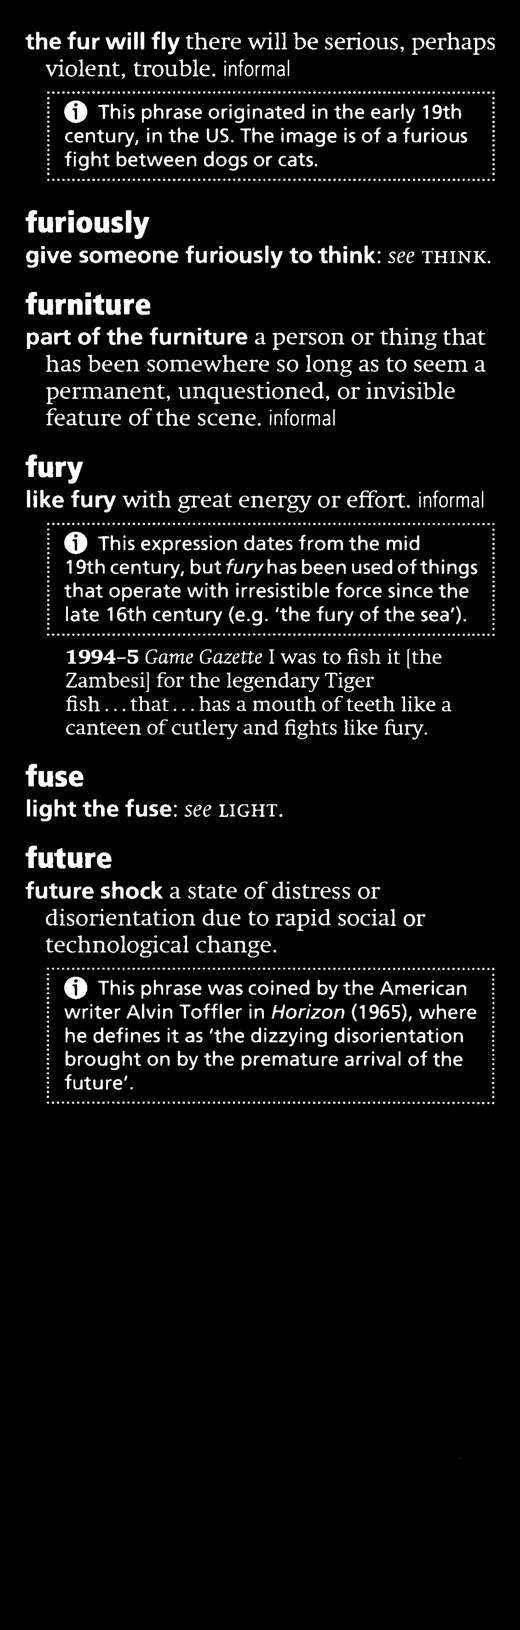 the fur will fly there will be serious, perhaps
violent, trouble. informal
i This phrase originated in the early 19th
century, in the US. The image is of a furious
fight between dogs or cats.
furiously
give someone furiously to think: see THINK.
furniture
part of the furniture a person or thing that
has been somewhere so long as to seem a
permanent, unquestioned, or invisible
feature of the scene. informal
fury
like fury with great energy or effort. informal
i This expression dates from the mid
19th century, but fury has been used of things
that operate with irresistible force since the
late 16th century (e.g. 'the fury of the sea').
1994–5 Game Gazette I was to fish it [the
Zambesi] for the legendary Tiger
fish...that...has a mouth of teeth like a
canteen of cutlery and fights like fury.
fuse
light the fuse: see LIGHT.
future
future shock a state of distress or
disorientation due to rapid social or
technological change.
i This phrase was coined by the American
writer Alvin Toffler in Horizon (1965), where
he defines it as 'the dizzying disorientation
brought on by the premature arrival of the
future'.